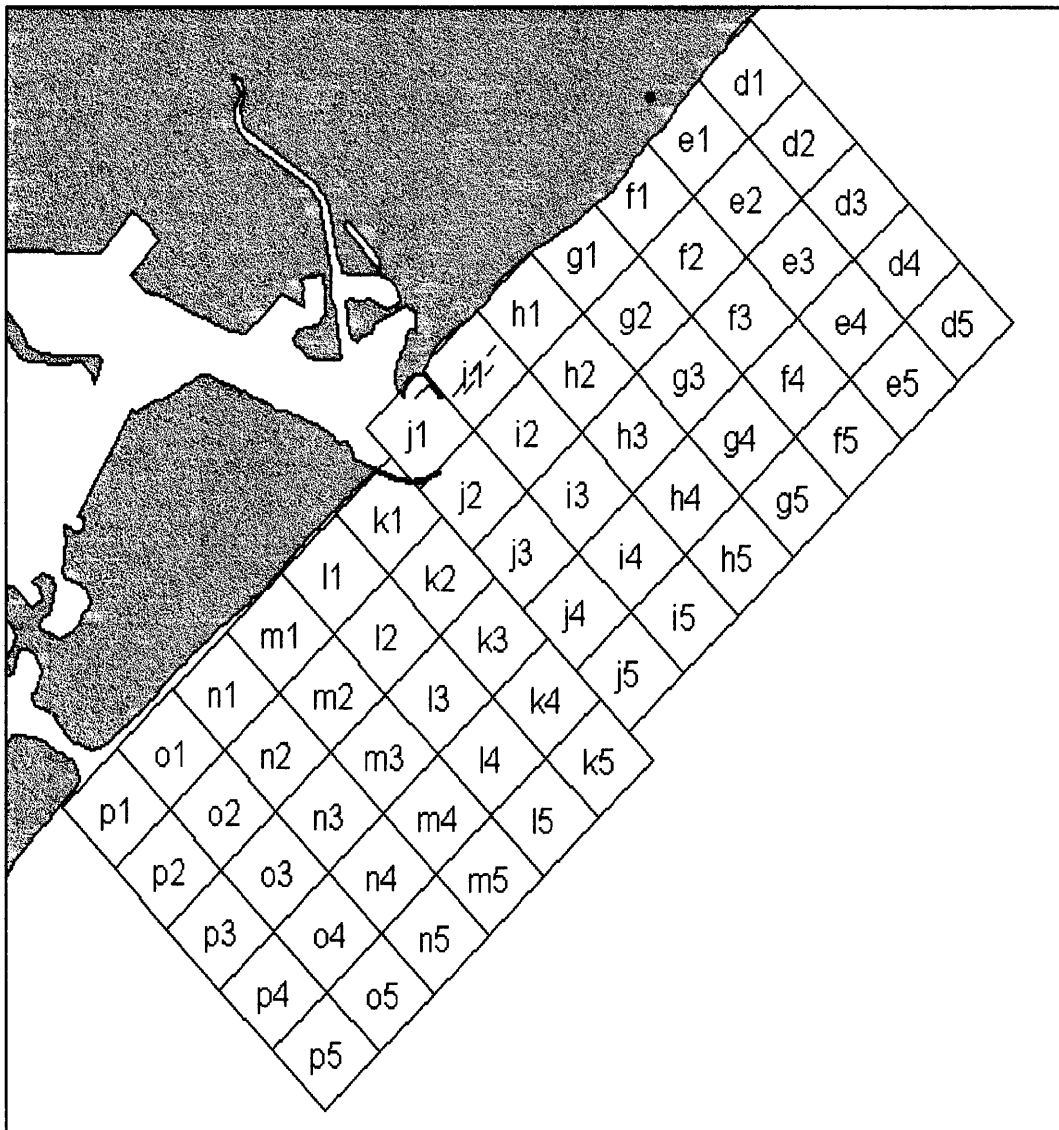 d1
e1 d2
f1 e2 d3
g1 f2 e3 d4
h1 g2 f3 e4 d5
i1 h2 g3 f4 e5
j1 i2 h3 g4 f5
j2 i3 h4 g5
k1 j3 i4 h5
l1 k2 j4 i5
m1 l2 k3 j5
n1 m2 l3 k4
o1 n2 m3 l4 k5
p1 o2 n3 m4 l5
p2 o3 n4 m5
p3 o4 n5
p4 o5
p5